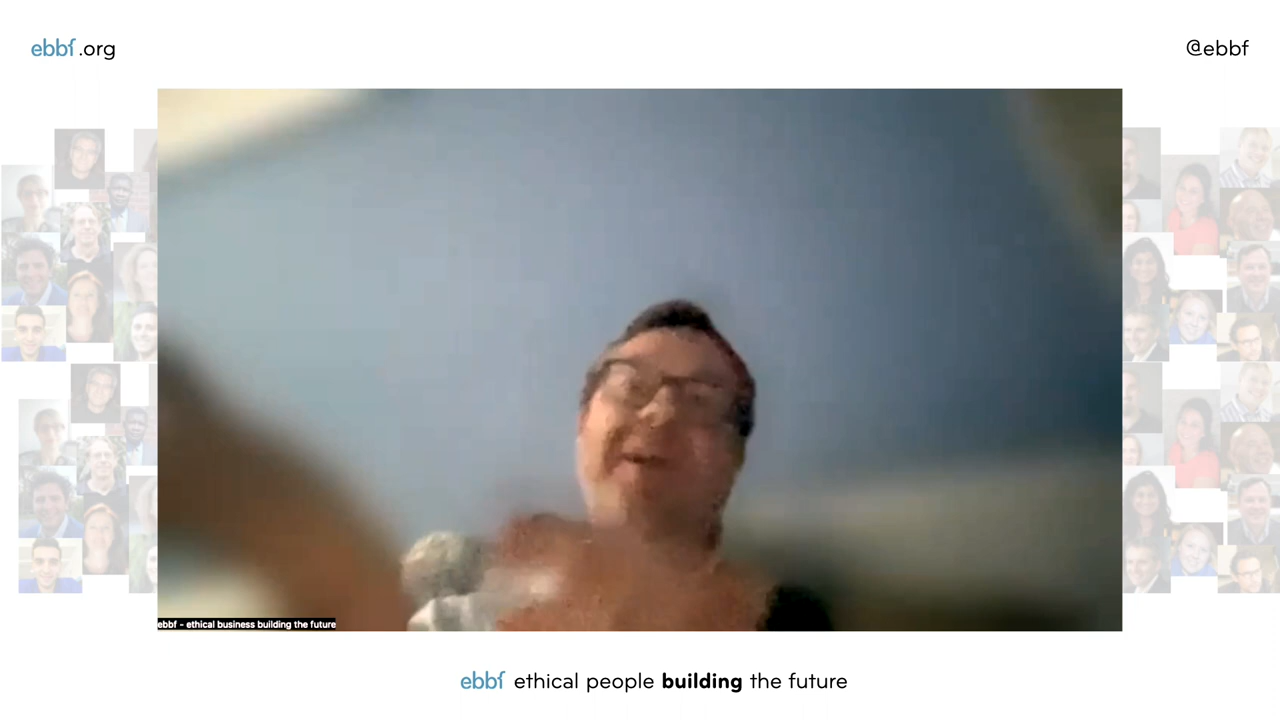 ebbf.org
@ebbf
ebbf - ethical business building the future
ebbf ethical people building the future